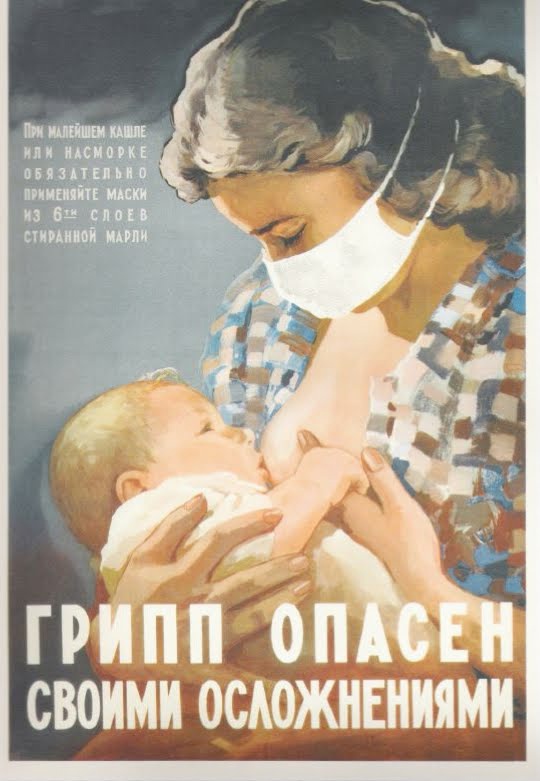 При малейшем кашле
или насморке
обязательно
применяйте маски
из 6ти слоев
стиранной марли
ГРИПП ОПАСЕН
СВОИМИ ОСЛОЖНЕНИЯМИ